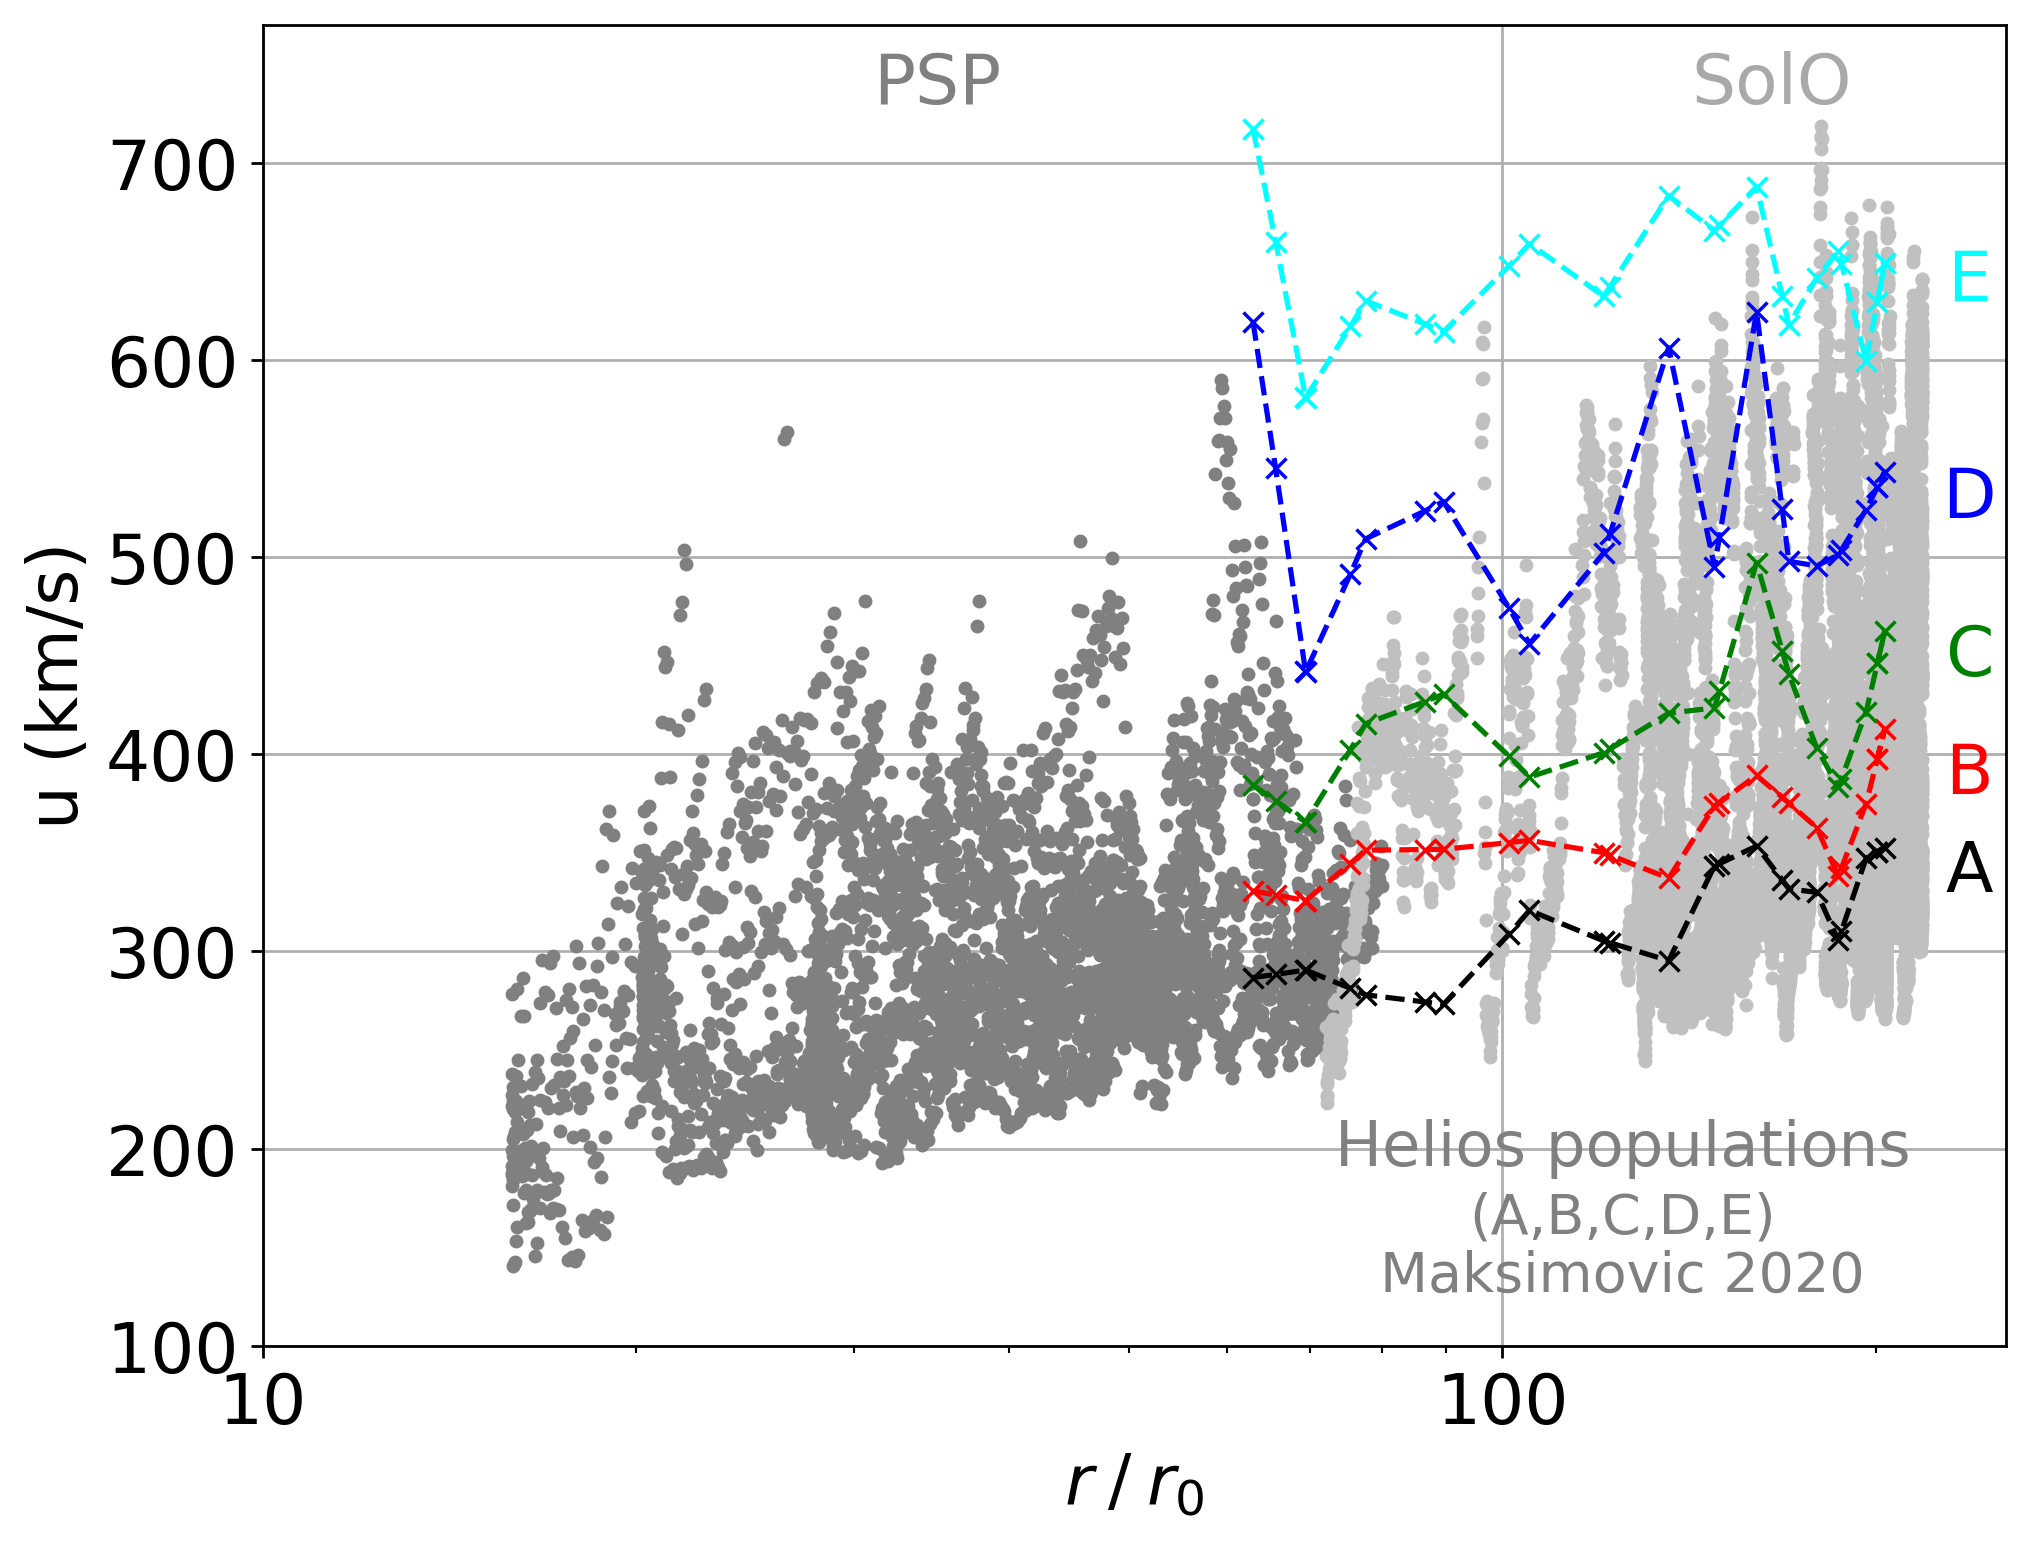 PSP
SolO
700
600
500
400
300
200
100
u (km/s)
E
D
C
B
A
Helios populations
(A,B,C,D,E)
Maksimovic 2020
10
100
r / r₀